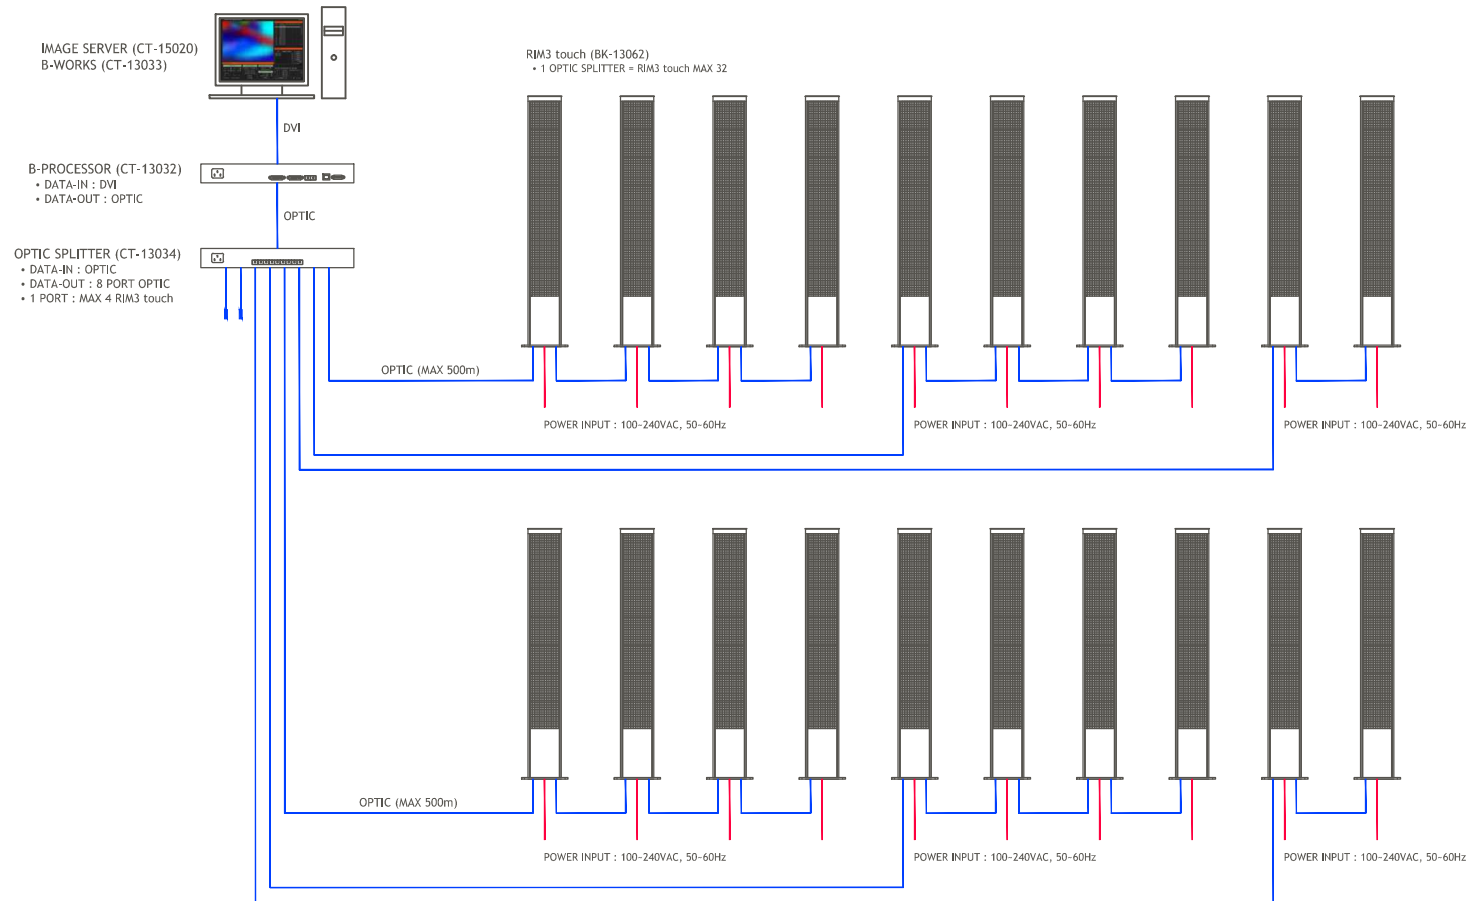 IMAGE SERVER (CT-15020)
B-WORKS (CT-13033)
DVI
B-PROCESSOR (CT-13032)
• DATA-IN : DVI
• DATA-OUT : OPTIC
OPTIC
OPTIC SPLITTER (CT-13034)
• DATA-IN : OPTIC
• DATA-OUT : 8 PORT OPTIC
• 1 PORT : MAX 4 RIM3 touch
RIM3 touch (BK-13062)
• 1 OPTIC SPLITTER = RIM3 touch MAX 32
OPTIC (MAX 500m)
POWER INPUT : 100~240VAC, 50~60Hz
POWER INPUT : 100~240VAC, 50~60Hz
POWER INPUT : 100~240VAC, 50~60Hz
OPTIC (MAX 500m)
POWER INPUT : 100~240VAC, 50~60Hz
POWER INPUT : 100~240VAC, 50~60Hz
POWER INPUT : 100~240VAC, 50~60Hz